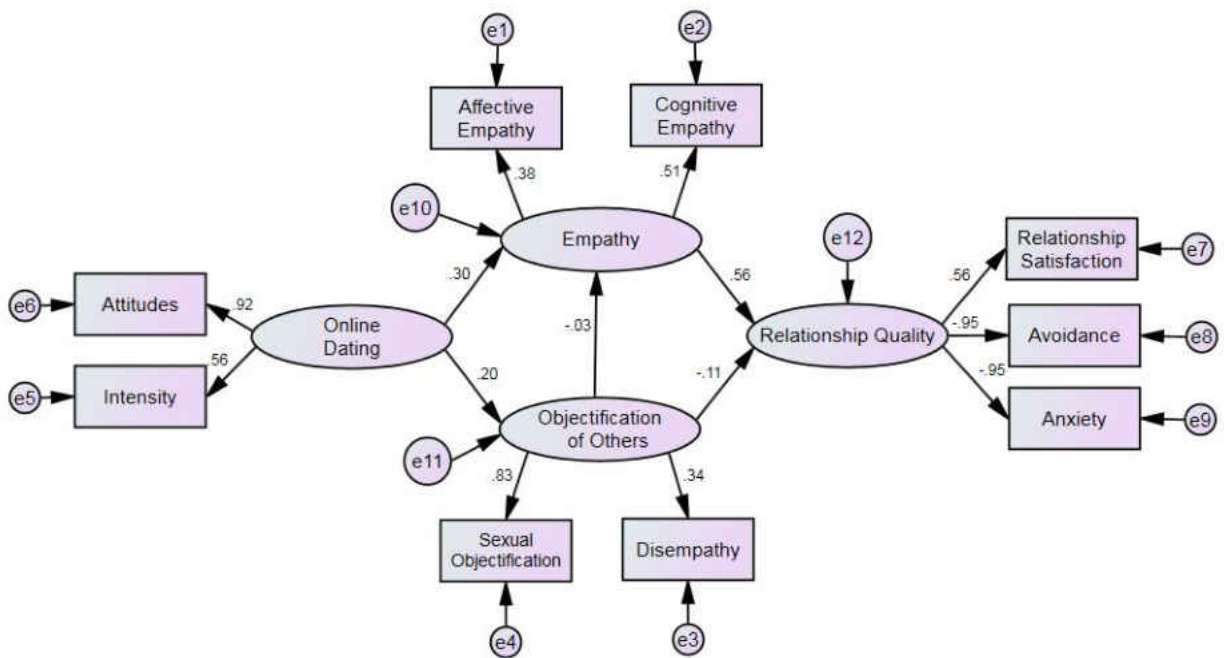 e1
e2
Affective
Empathy
Cognitive
Empathy
.38
.51
e10
Empathy
e12
Relationship
Satisfaction
e7
.30
.56
.56
e6
Attitudes
.92
Online
Dating
-.03
Relationship Quality
-.95
Avoidance
e8
.56
.20
-.11
-.95
e5
Intensity
Objectification
of Others
Anxiety
e9
e11
.83
.34
Sexual
Objectification
Disempathy
e4
e3